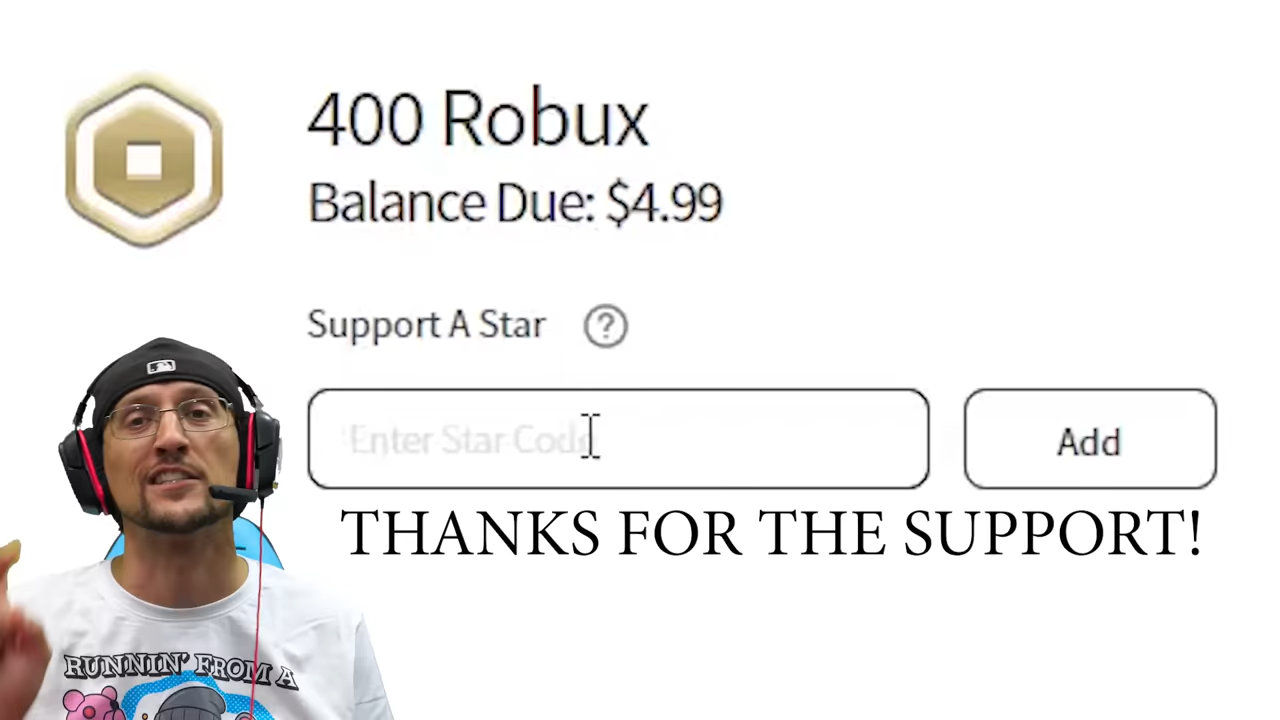 400 Robux
Balance Due: $4.99
Support A Star ?
Enter Star Code
Add
THANKS FOR THE SUPPORT!
RUNNIN' FROM A